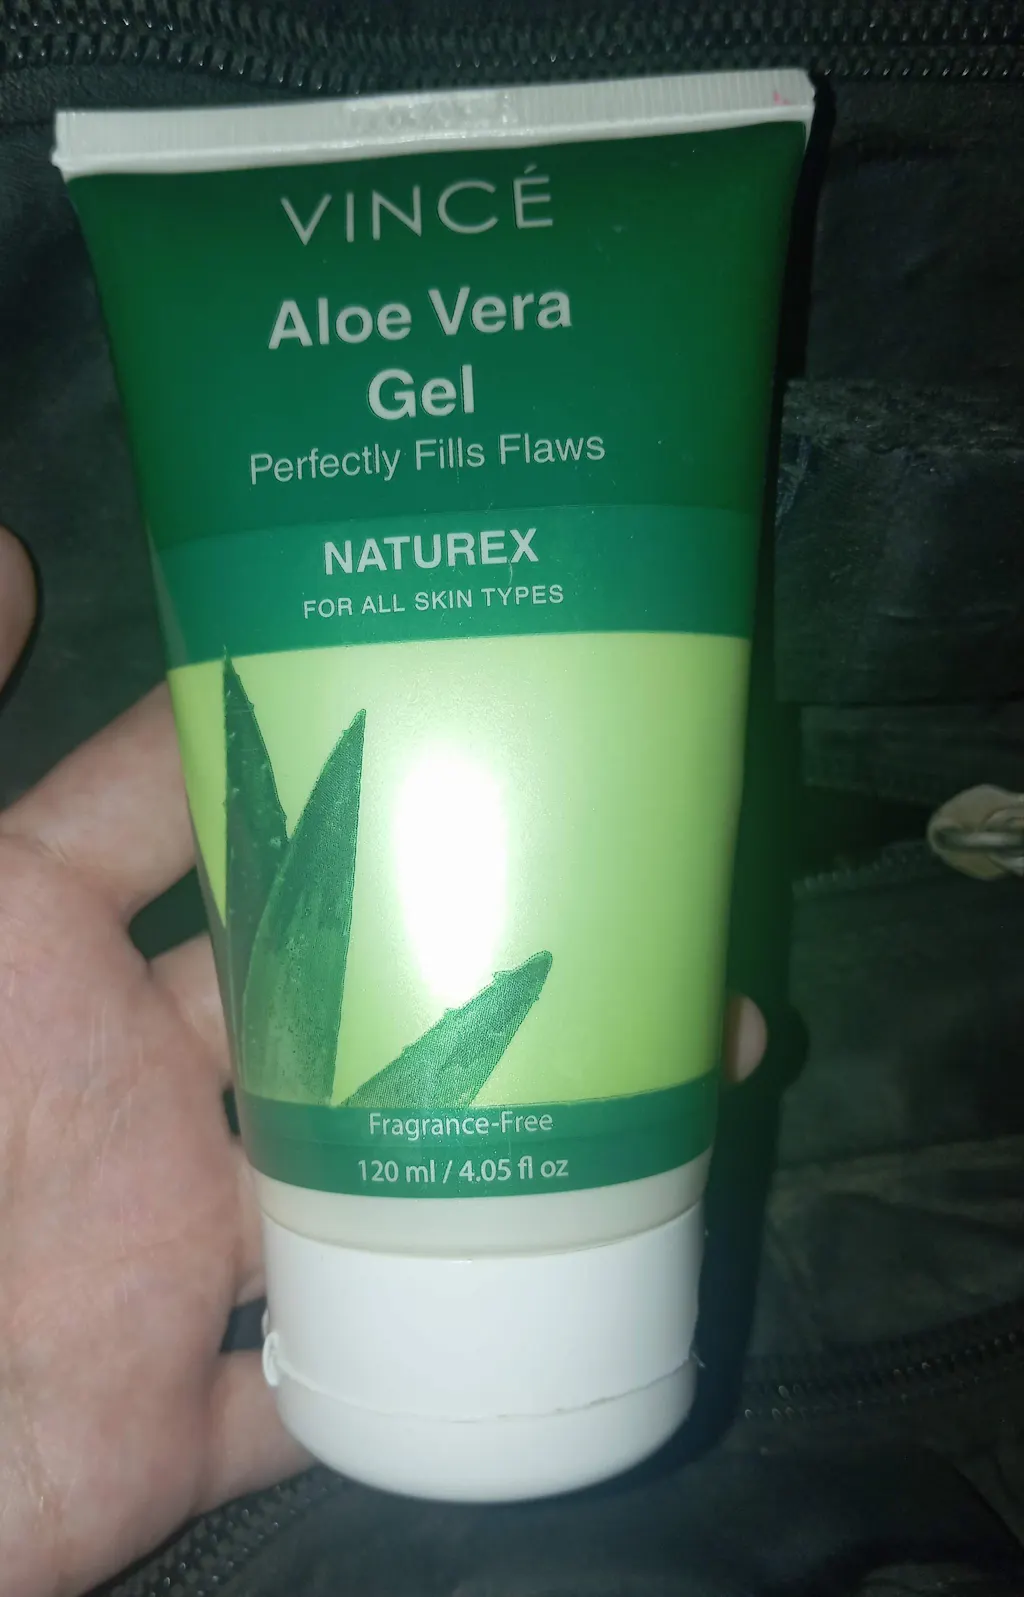 VINCÉ
Aloe Vera
Gel
Perfectly Fills Flaws
NATUREX
FOR ALL SKIN TYPES
Fragrance-Free
120 ml / 4.05 fl oz